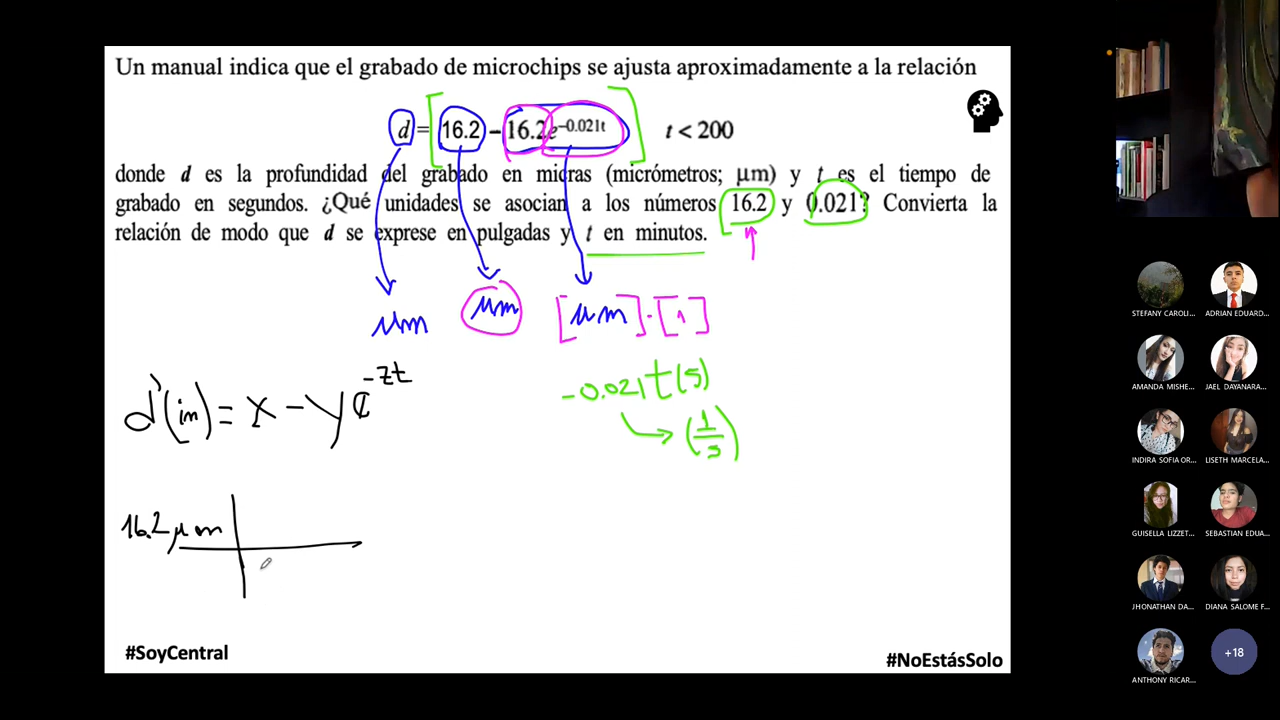 Un manual indica que el grabado de microchips se ajusta aproximadamente a la relación
d = [16.2 – 16.2e^–0.021t] t < 200
donde d es la profundidad del grabado en micras (micrómetros; µm) y t es el tiempo de
grabado en segundos. ¿Qué unidades se asocian a los números 16.2 y 0.021? Convierta la
relación de modo que d se exprese en pulgadas y t en minutos.
µm µm [µm] · [1]
d'(in) = x – y e^–zt
–0.021 t(s)
(1/s)
16.2 µm
#SoyCentral
#NoEstásSolo
STEFANY CAROLI... ADRIAN EDUARD...
AMANDA MISHE... JAEL DAYANARA...
INDIRA SOFIA OR... LISETH MARCELA...
GUISELLA LIZZET... SEBASTIAN EDUA...
JHONATHAN DA... DIANA SALOME F...
+18
ANTHONY RICAR...